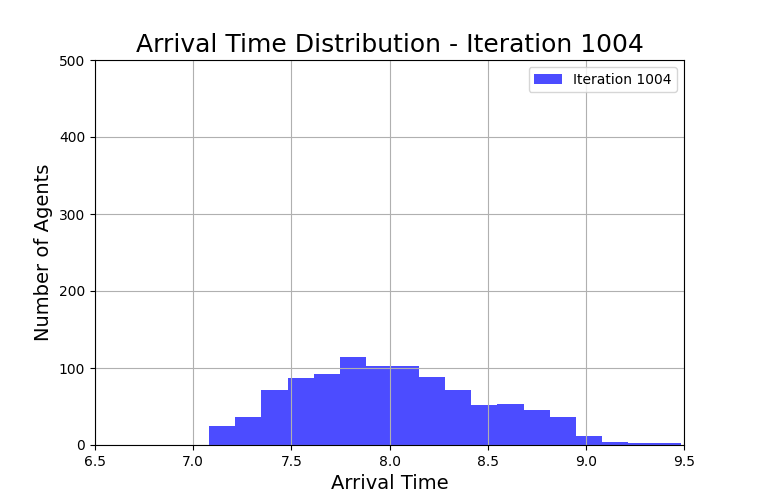 Arrival Time Distribution - Iteration 1004
Iteration 1004
500
400
300
200
100
0
Number of Agents
6.5 7.0 7.5 8.0 8.5 9.0 9.5
Arrival Time